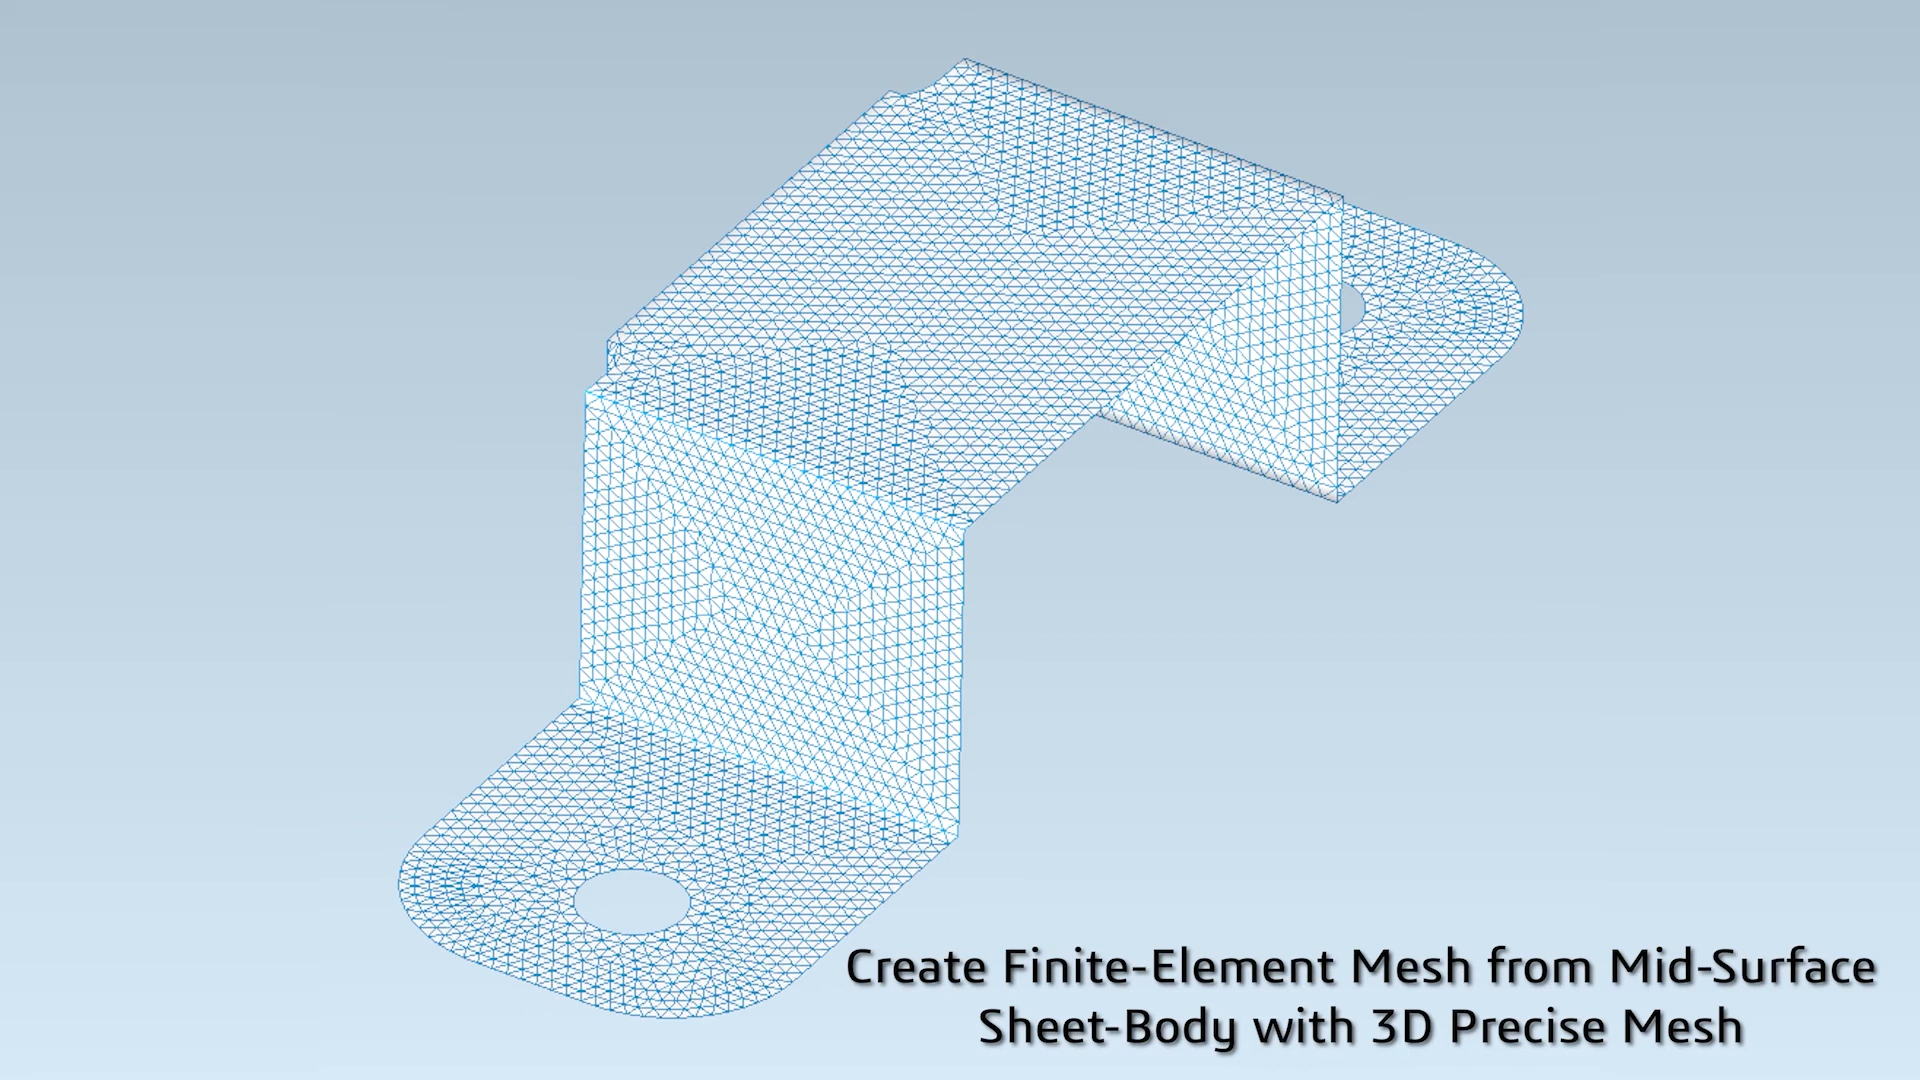 Create Finite-Element Mesh from Mid-Surface
Sheet-Body with 3D Precise Mesh